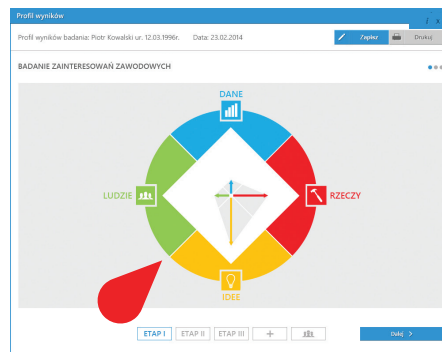 Profil wyników
i x
Profil wyników badania: Piotr Kowalski ur. 12.03.1996r. Data: 23.02.2014
Zapisz
Drukuj
BADANIE ZAINTERESOWAŃ ZAWODOWYCH
DANE
LUDZIE
RZECZY
IDEE
ETAP I
ETAP II
ETAP III
+
Dalej >